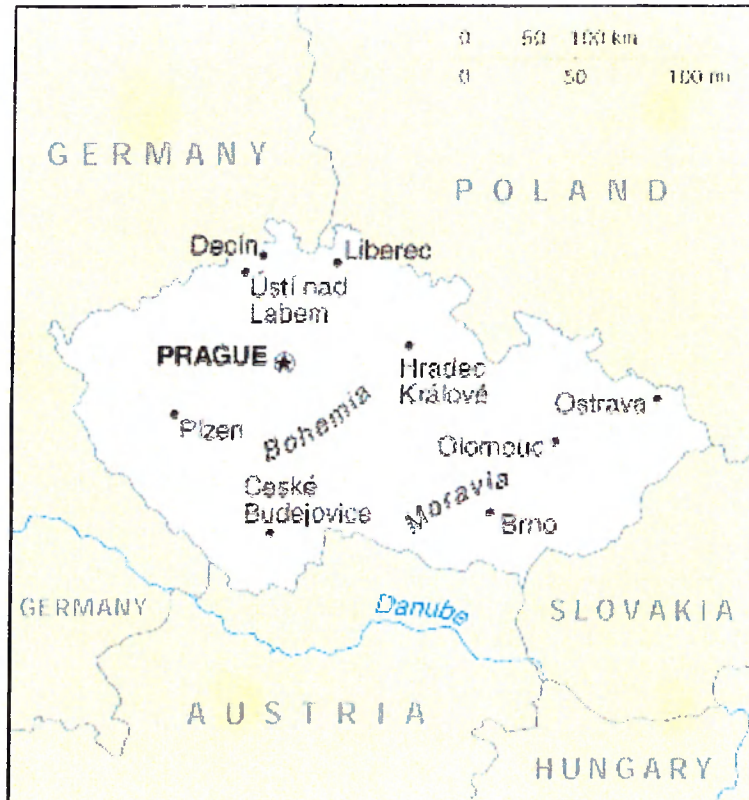 0 50 100 km
0 50 100 mi
GERMANY
POLAND
Decín
Liberec
Ústí nad
Labem
PRAGUE
Hradec
Králové
Ostrava
Plzen
Bohemia
Olomouc
Ceské
Budejovice
Moravia
Brno
GERMANY
Danube
SLOVAKIA
AUSTRIA
HUNGARY